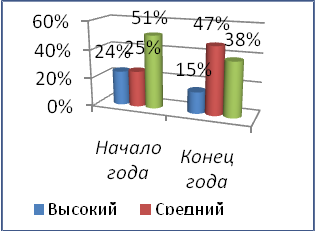 60%
40%
20%
0%
24%
25%
51%
15%
47%
38%
Начало
года
Конец
года
Высокий
Средний